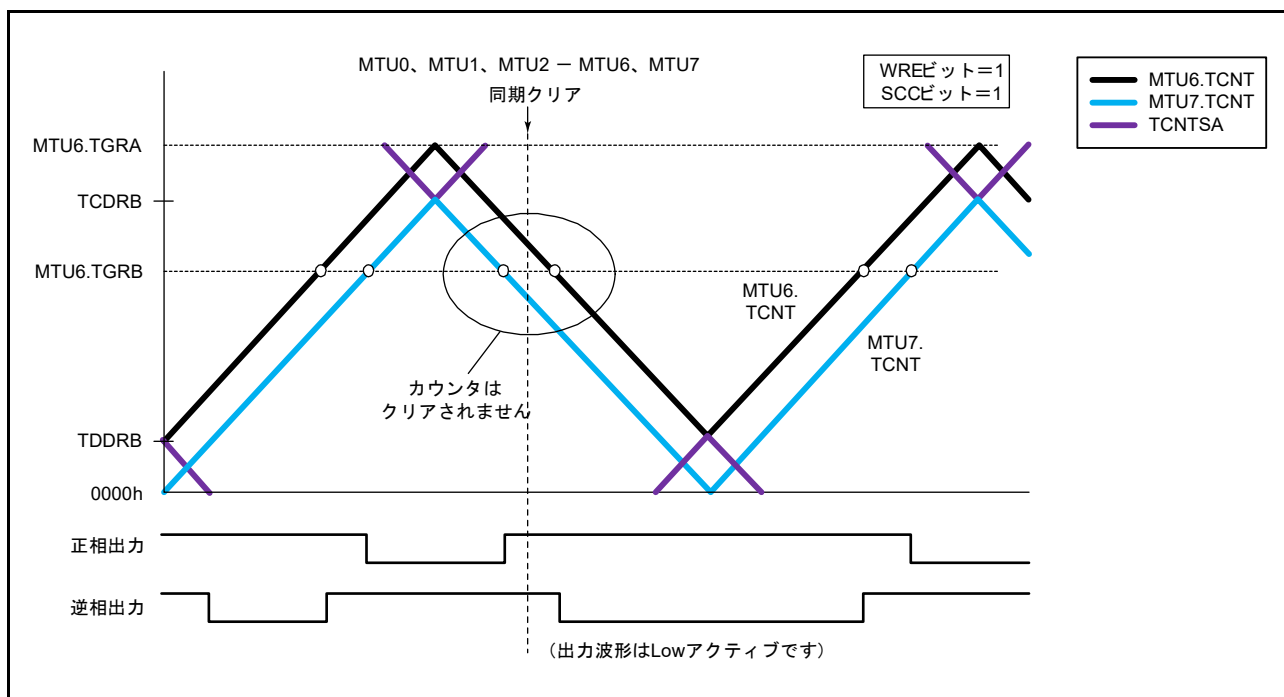 MTU0、MTU1、MTU2 － MTU6、MTU7
同期クリア
WREビット＝1
SCCビット＝1
MTU6.TCNT
MTU7.TCNT
TCNTSA
MTU6.TGRA
TCDRB
MTU6.TGRB
TDDRB
0000h
MTU6.
TCNT
MTU7.
TCNT
カウンタは
クリアされません
正相出力
逆相出力
（出力波形はLowアクティブです）